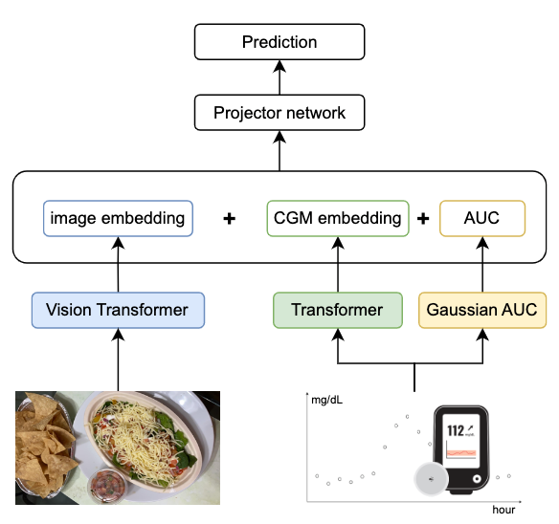 Prediction
Projector network
image embedding + CGM embedding + AUC
Vision Transformer
Transformer
Gaussian AUC
mg/dL
112
hour